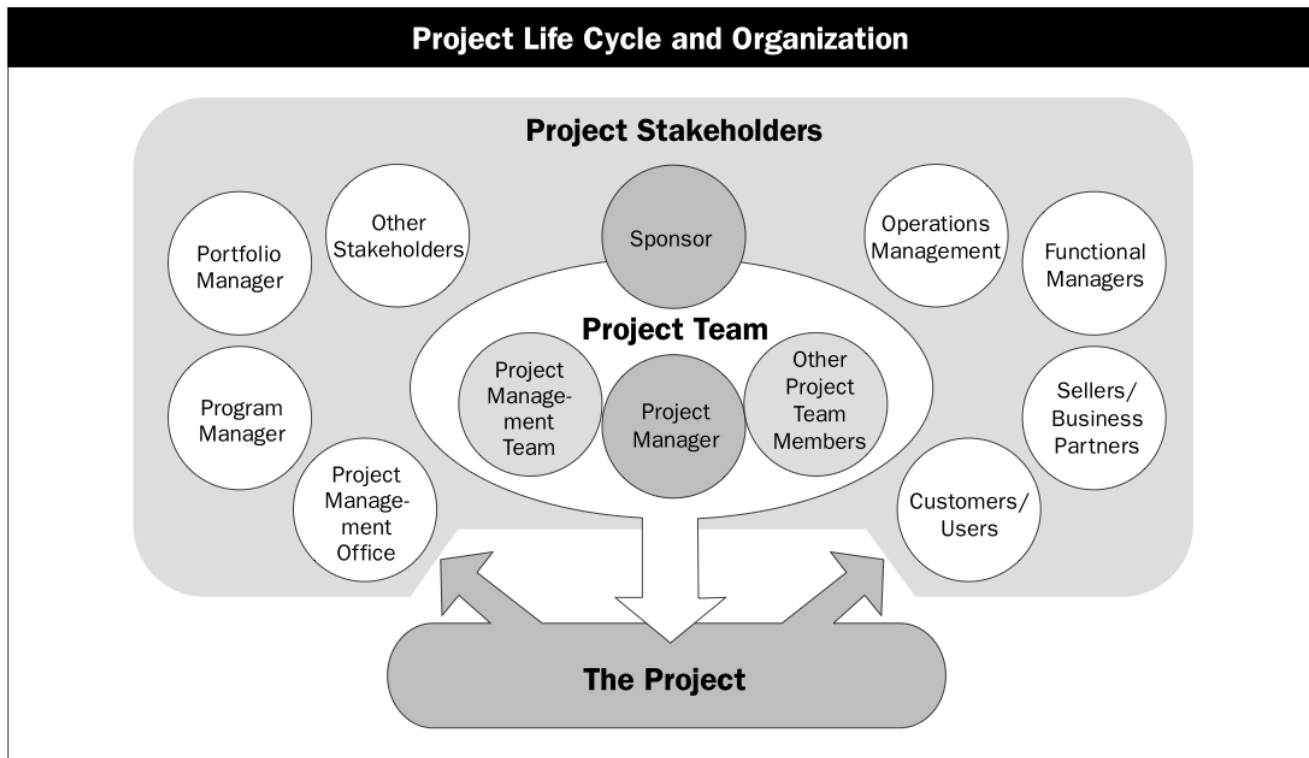 Project Life Cycle and Organization
Project Stakeholders
Portfolio
Manager
Other
Stakeholders
Sponsor
Operations
Management
Functional
Managers
Project Team
Program
Manager
Project
Manage-
ment
Team
Project
Manager
Other
Project
Team
Members
Sellers/
Business
Partners
Project
Manage-
ment
Office
Customers/
Users
The Project